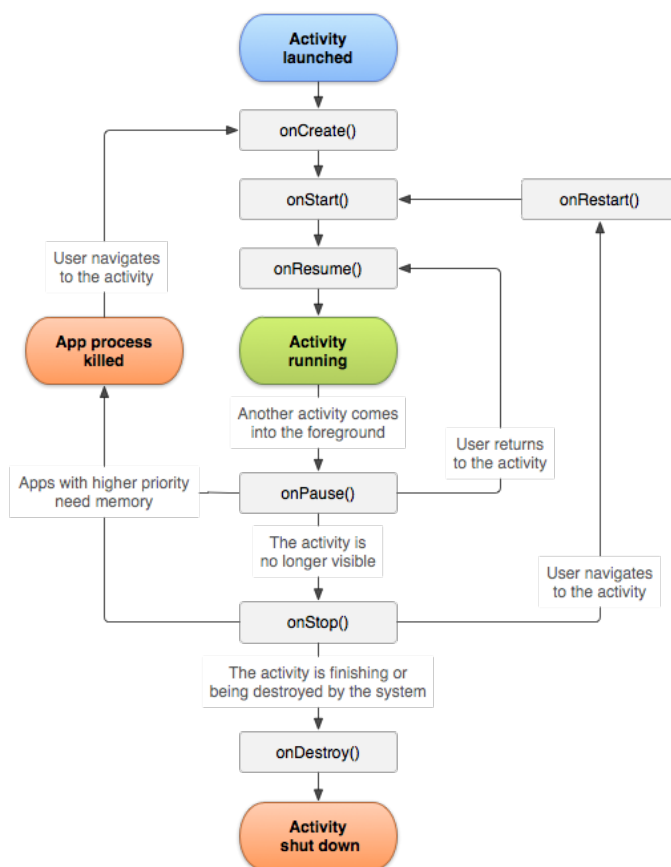 Activity
launched
onCreate()
onStart()
onRestart()
User navigates
to the activity
onResume()
App process
killed
Activity
running
Another activity comes
into the foreground
User returns
to the activity
Apps with higher priority
need memory
onPause()
The activity is
no longer visible
User navigates
to the activity
onStop()
The activity is finishing or
being destroyed by the system
onDestroy()
Activity
shut down